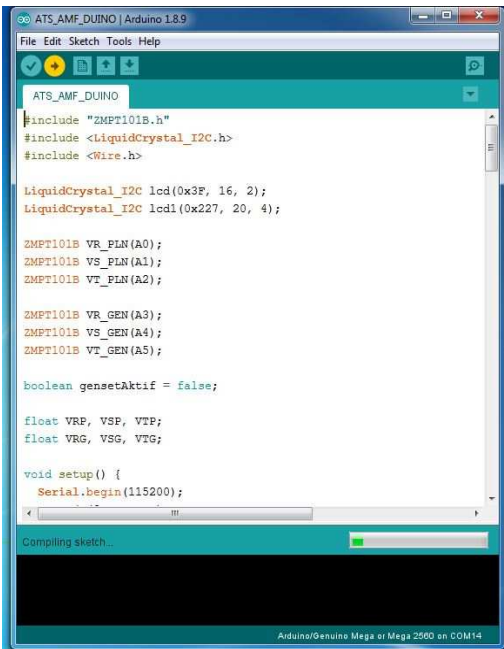 ATS_AMF_DUINO | Arduino 1.8.9
File Edit Sketch Tools Help
ATS_AMF_DUINO
#include "ZMPT101B.h"
#include <LiquidCrystal_I2C.h>
#include <Wire.h>
LiquidCrystal_I2C lcd(0x3F, 16, 2);
LiquidCrystal_I2C lcd1(0x227, 20, 4);
ZMPT101B VR_PLN(A0);
ZMPT101B VS_PLN(A1);
ZMPT101B VT_PLN(A2);
ZMPT101B VR_GEN(A3);
ZMPT101B VS_GEN(A4);
ZMPT101B VT_GEN(A5);
boolean gensetAktif = false;
float VRP, VSP, VTP;
float VRG, VSG, VTG;
void setup() {
Serial.begin(115200);
Compiling sketch...
Arduino/Genuino Mega or Mega 2560 on COM14